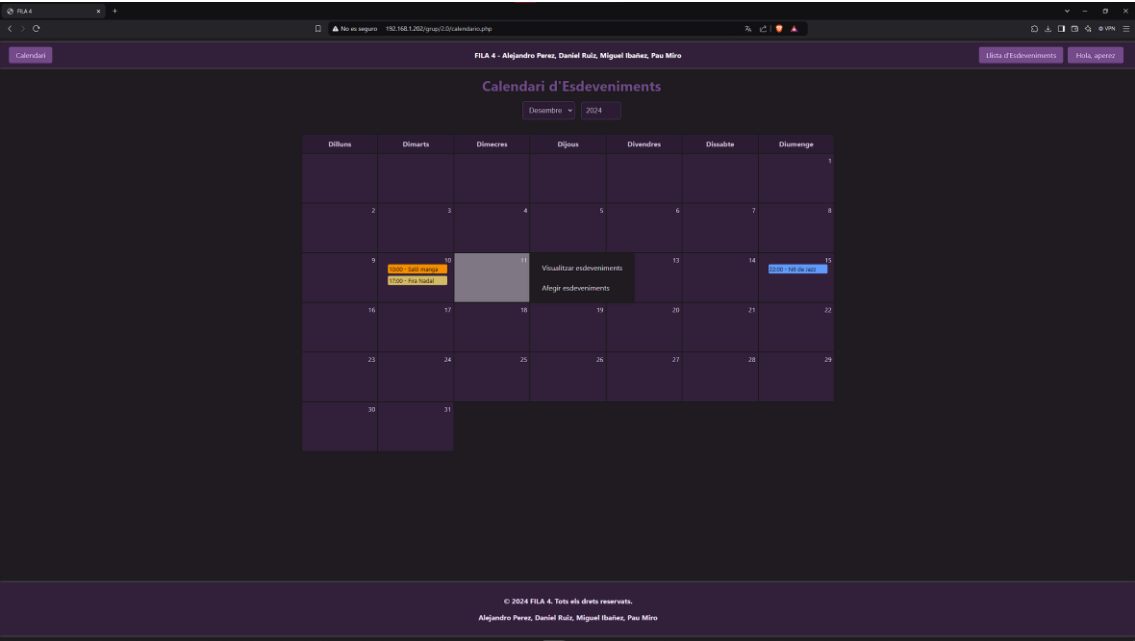 FILA 4
No es seguro 192.168.1.202/grup/2.0/calendario.php
VPN
Calendari
FILA 4 - Alejandro Perez, Daniel Ruiz, Miguel Ibañez, Pau Miro
Llista d'Esdeveniments
Hola, aperez
Calendari d'Esdeveniments
Desembre 2024
Dilluns Dimarts Dimecres Dijous Divendres Dissabte Diumenge
1
2 3 4 5 6 7 8
9 10 11 13 14 15
10:00 - Saló manga
17:00 - Fira Nadal
Visualitzar esdeveniments
Afegir esdeveniments
22:00 - Nit de jazz
16 17 18 19 20 21 22
23 24 25 26 27 28 29
30 31
© 2024 FILA 4. Tots els drets reservats.
Alejandro Perez, Daniel Ruiz, Miguel Ibañez, Pau Miro